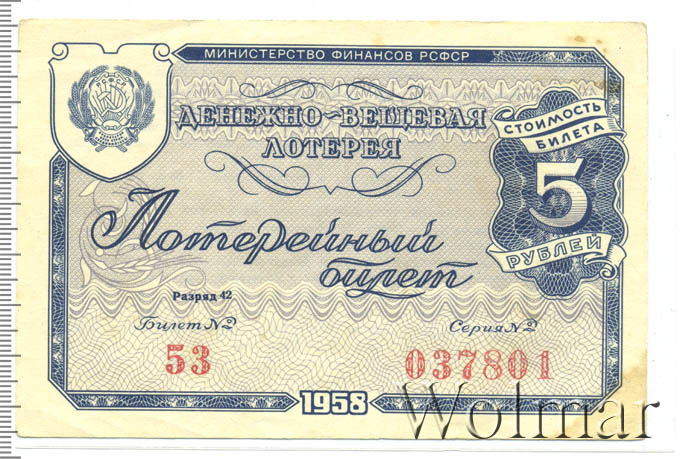 МИНИСТЕРСТВО ФИНАНСОВ РСФСР
ДЕНЕЖНО-ВЕЩЕВАЯ
ЛОТЕРЕЯ
СТОИМОСТЬ
БИЛЕТА
5
РУБЛЕЙ
Лотерейный
билет
Разряд 42
Билет №
Серия №
53
037801
1958
Wolmar